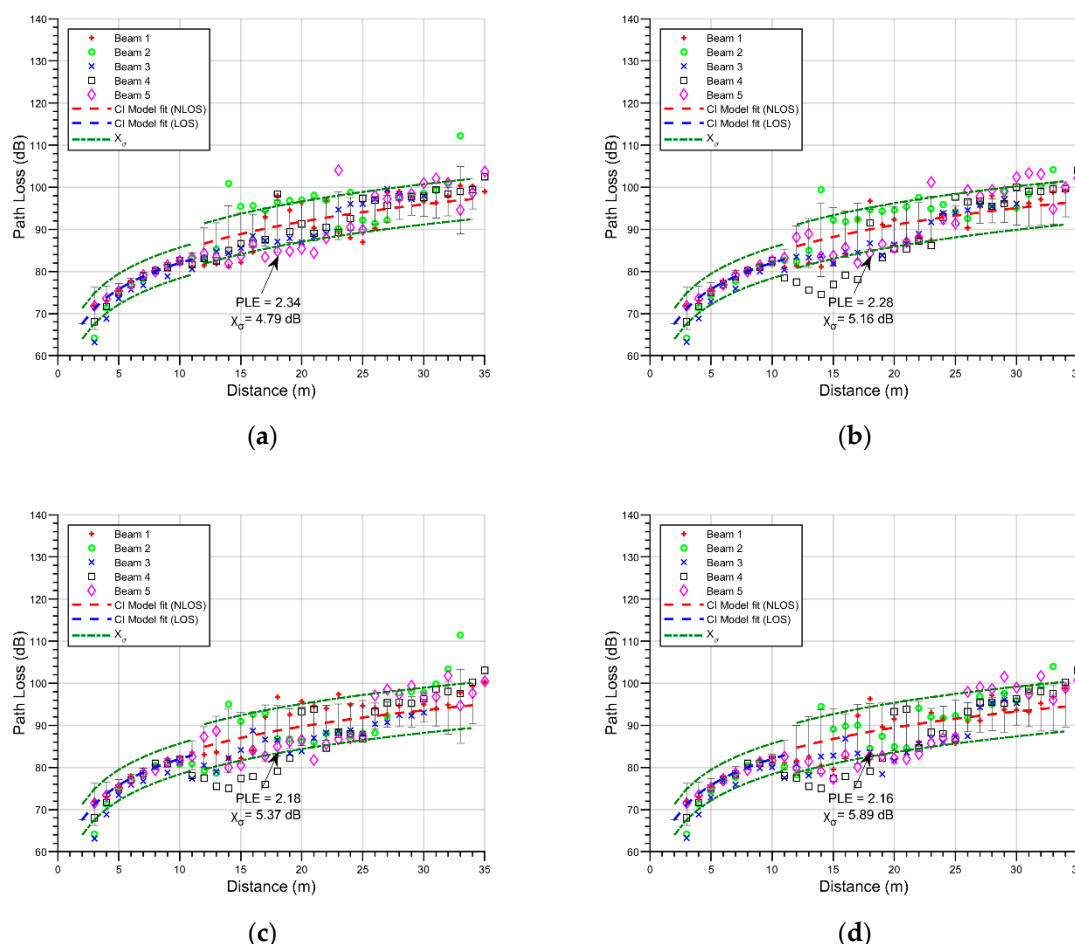 140
130
120
110
100
90
80
70
60
Path Loss (dB)
Beam 1
Beam 2
Beam 3
Beam 4
Beam 5
CI Model fit (NLOS)
CI Model fit (LOS)
Xσ
PLE = 2.34
χσ = 4.79 dB
0 5 10 15 20 25 30 35
Distance (m)
(a)
140
130
120
110
100
90
80
70
60
Path Loss (dB)
Beam 1
Beam 2
Beam 3
Beam 4
Beam 5
CI Model fit (NLOS)
CI Model fit (LOS)
Xσ
PLE = 2.28
χσ = 5.16 dB
0 5 10 15 20 25 30 35
Distance (m)
(b)
140
130
120
110
100
90
80
70
60
Path Loss (dB)
Beam 1
Beam 2
Beam 3
Beam 4
Beam 5
CI Model fit (NLOS)
CI Model fit (LOS)
Xσ
PLE = 2.18
χσ = 5.37 dB
0 5 10 15 20 25 30 35
Distance (m)
(c)
140
130
120
110
100
90
80
70
60
Path Loss (dB)
Beam 1
Beam 2
Beam 3
Beam 4
Beam 5
CI Model fit (NLOS)
CI Model fit (LOS)
Xσ
PLE = 2.16
χσ = 5.89 dB
0 5 10 15 20 25 30 35
Distance (m)
(d)